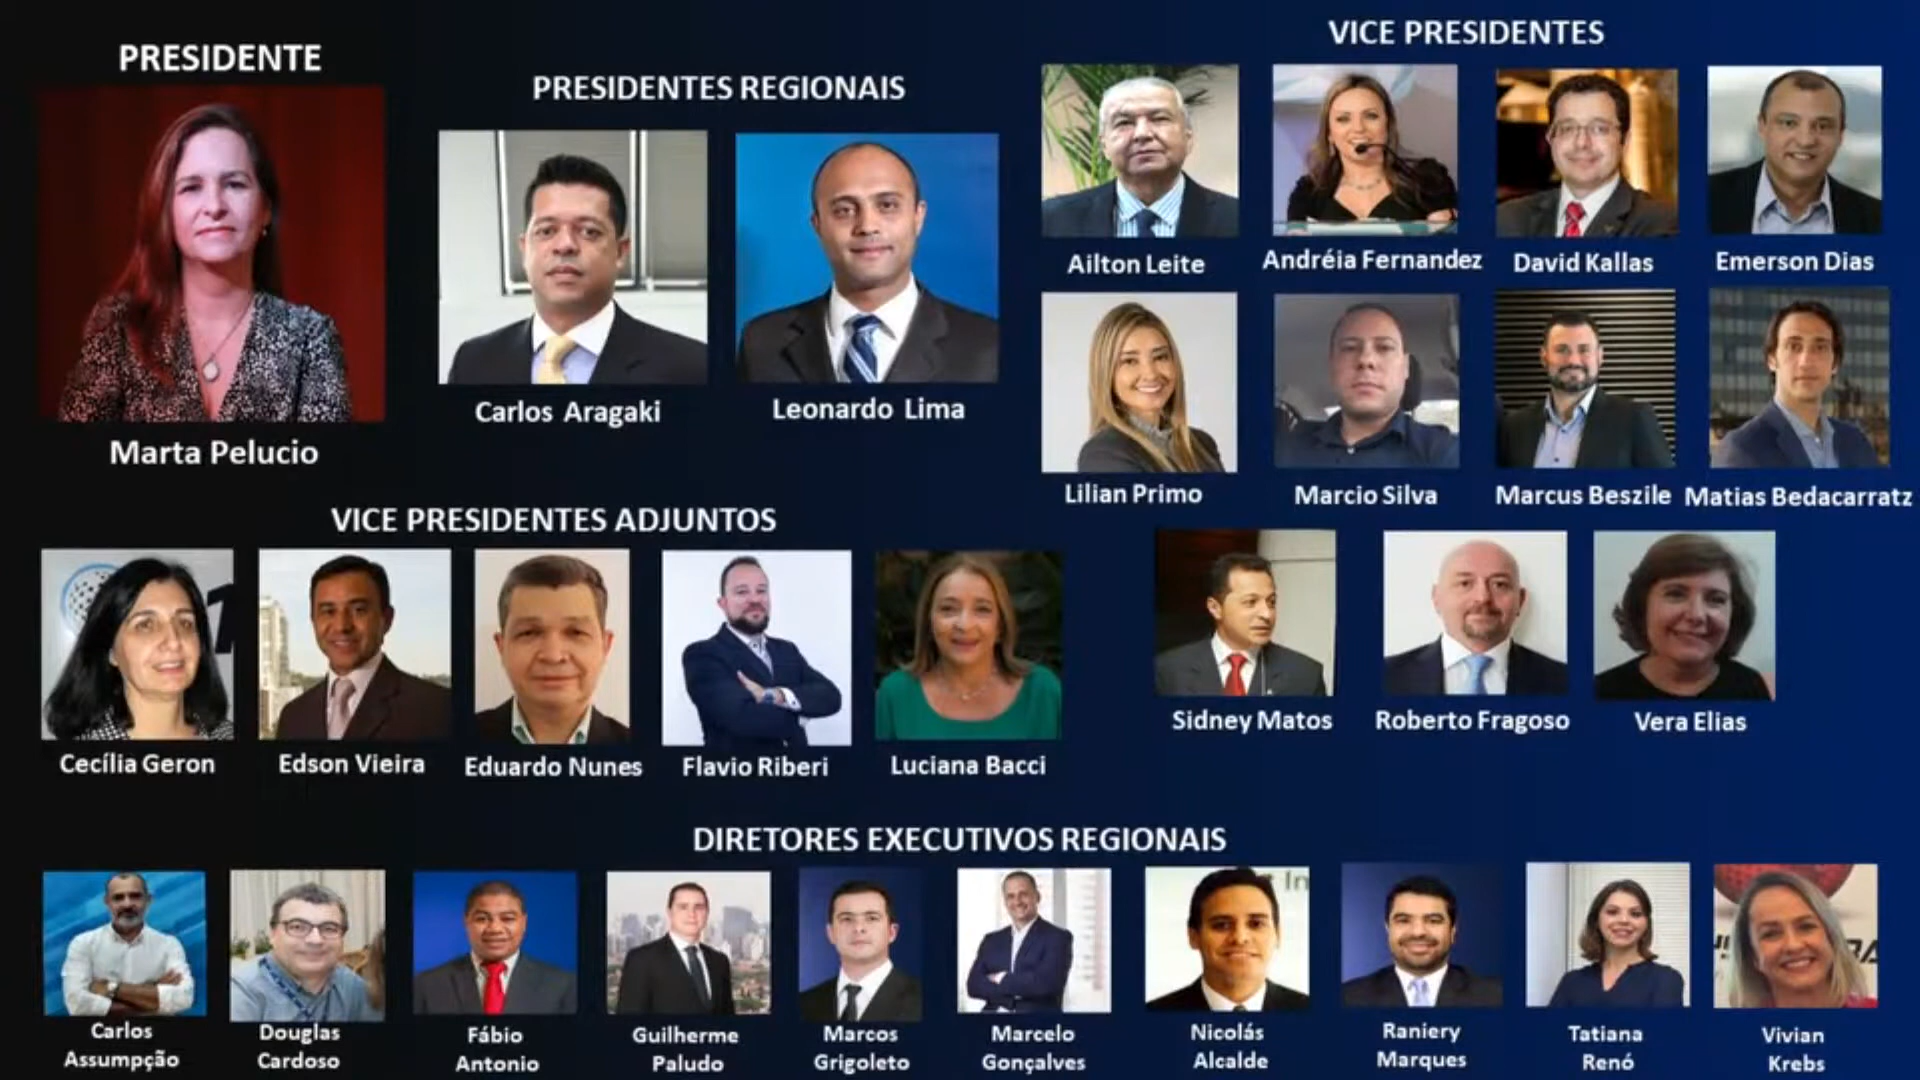 PRESIDENTE
Marta Pelucio
PRESIDENTES REGIONAIS
Carlos Aragaki
Leonardo Lima
VICE PRESIDENTES
Ailton Leite
Andréia Fernandez
David Kallas
Emerson Dias
Lilian Primo
Marcio Silva
Marcus Beszile
Matias Bedacarratz
Sidney Matos
Roberto Fragoso
Vera Elias
VICE PRESIDENTES ADJUNTOS
Cecília Geron
Edson Vieira
Eduardo Nunes
Flavio Riberi
Luciana Bacci
DIRETORES EXECUTIVOS REGIONAIS
Carlos
Assumpção
Douglas
Cardoso
Fábio
Antonio
Guilherme
Paludo
Marcos
Grigoleto
Marcelo
Gonçalves
Nicolás
Alcalde
Raniery
Marques
Tatiana
Renó
Vivian
Krebs